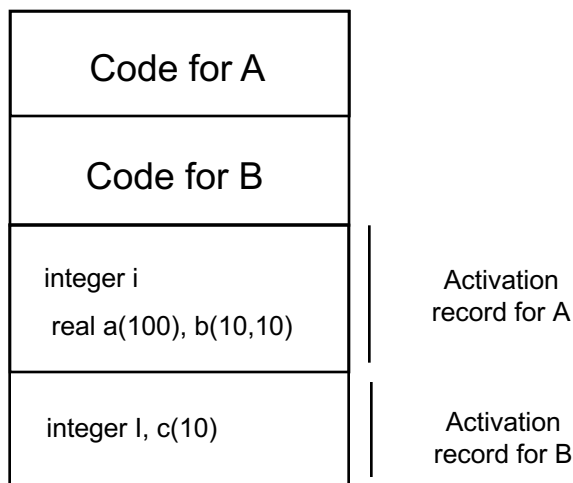 Code for A
Code for B
integer i
real a(100), b(10,10)
Activation
record for A
integer I, c(10)
Activation
record for B